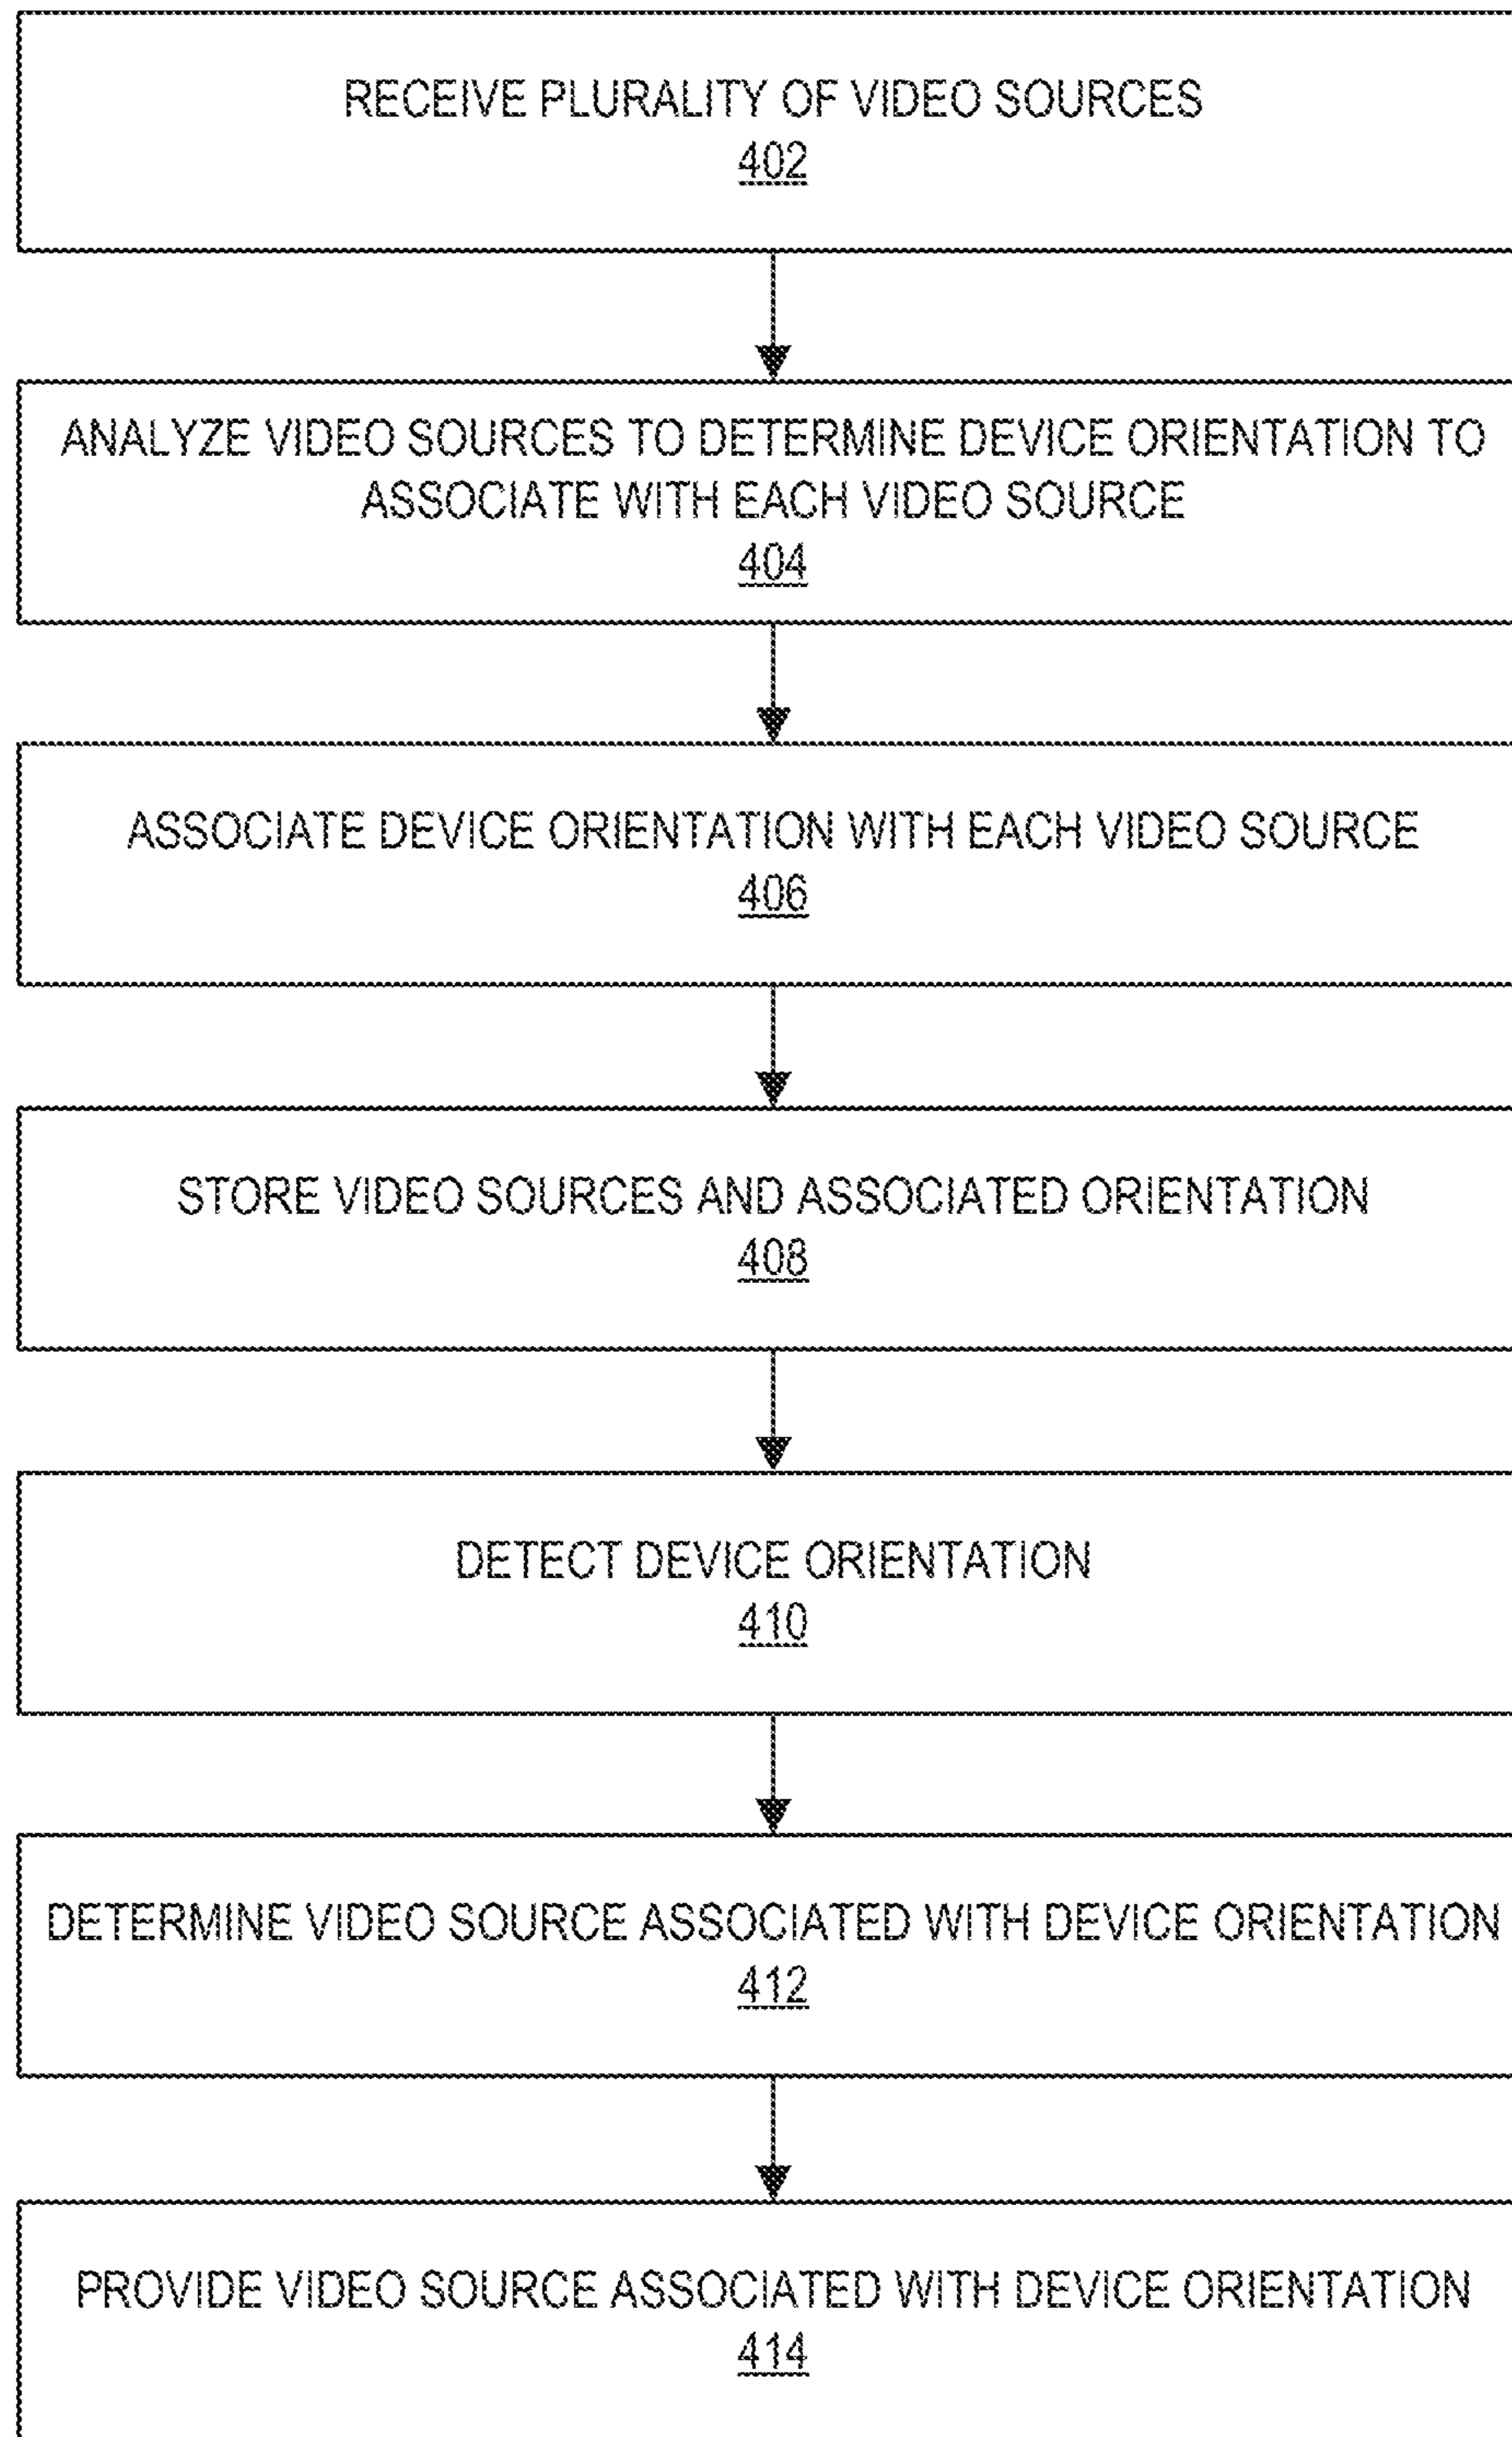 RECEIVE PLURALITY OF VIDEO SOURCES
402
ANALYZE VIDEO SOURCES TO DETERMINE DEVICE ORIENTATION TO
ASSOCIATE WITH EACH VIDEO SOURCE
404
ASSOCIATE DEVICE ORIENTATION WITH EACH VIDEO SOURCE
406
STORE VIDEO SOURCES AND ASSOCIATED ORIENTATION
408
DETECT DEVICE ORIENTATION
410
DETERMINE VIDEO SOURCE ASSOCIATED WITH DEVICE ORIENTATION
412
PROVIDE VIDEO SOURCE ASSOCIATED WITH DEVICE ORIENTATION
414